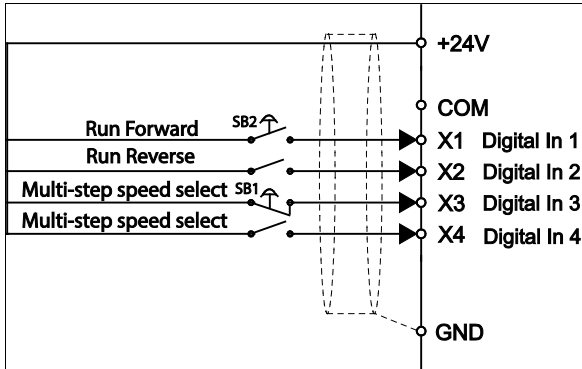 +24V
COM
Run Forward SB2 X1 Digital In 1
Run Reverse X2 Digital In 2
Multi-step speed select SB1 X3 Digital In 3
Multi-step speed select X4 Digital In 4
GND